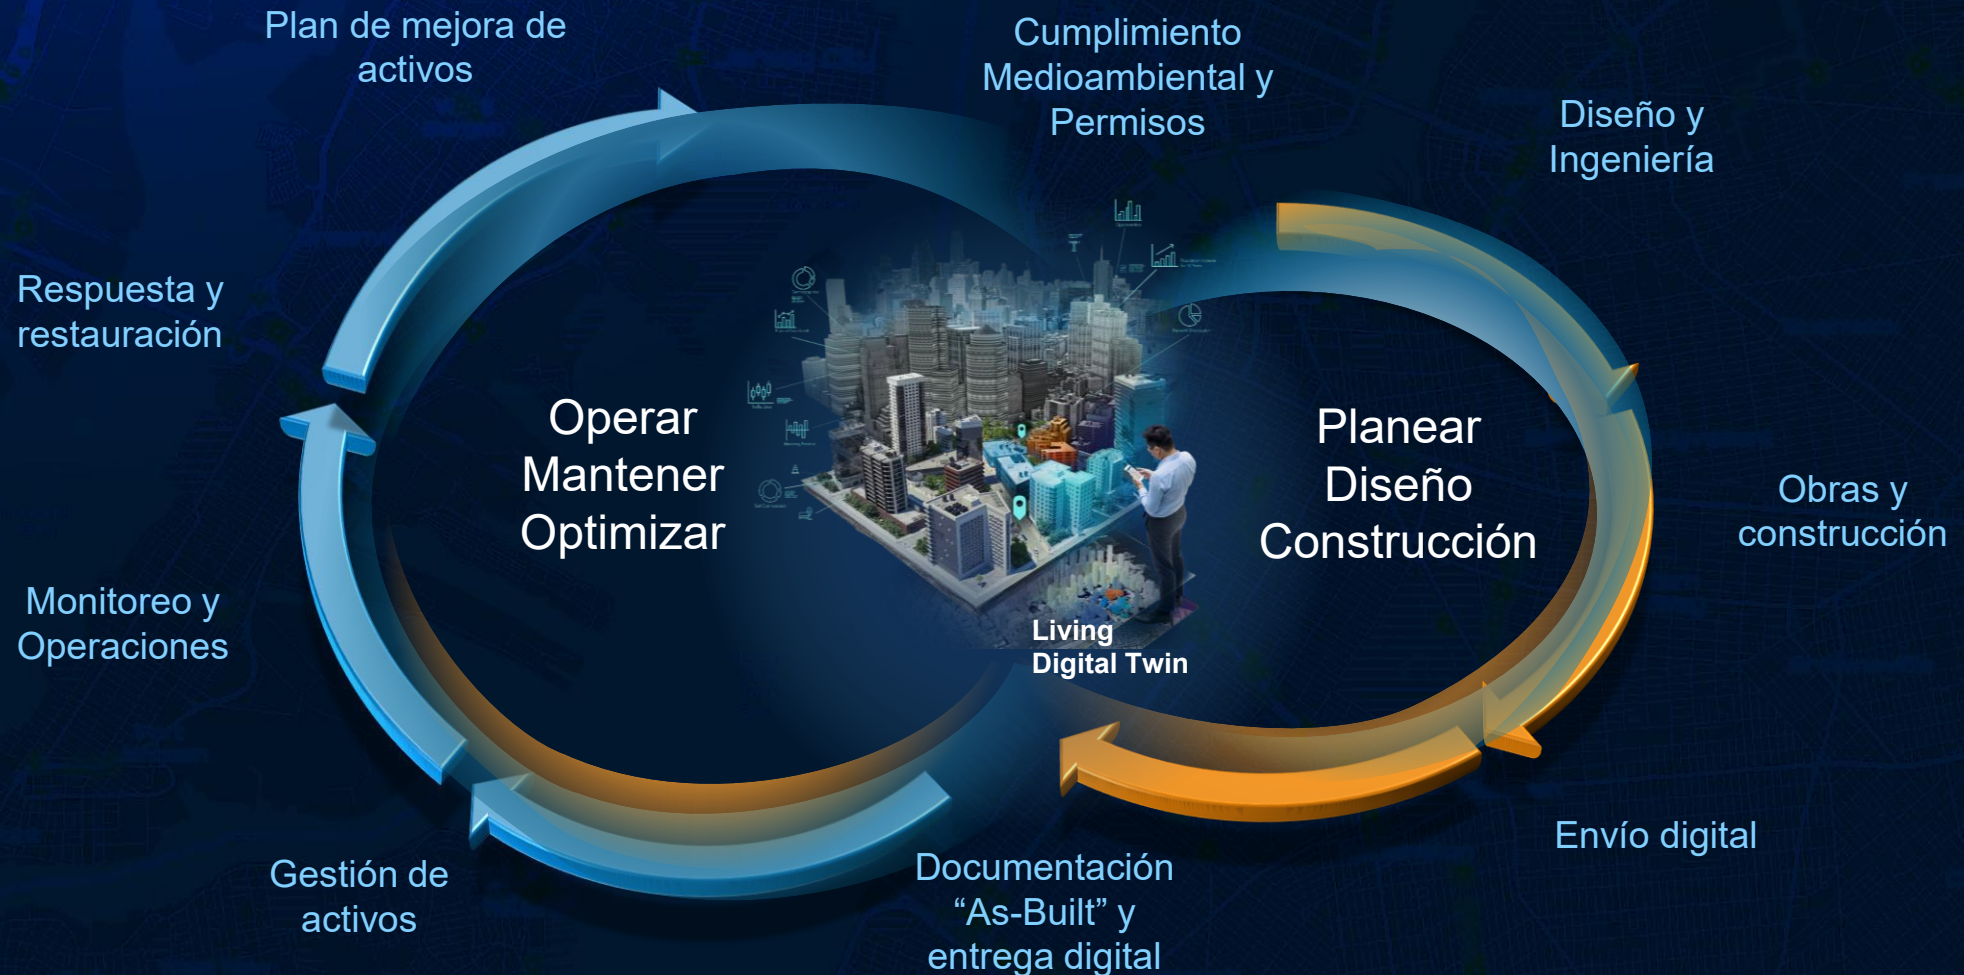 Plan de mejora de
activos
Cumplimiento
Medioambiental y
Permisos
Diseño y
Ingeniería
Respuesta y
restauración
Operar
Mantener
Optimizar
Planear
Diseño
Construcción
Obras y
construcción
Monitoreo y
Operaciones
Living
Digital Twin
Envío digital
Gestión de
activos
Documentación
“As-Built” y
entrega digital